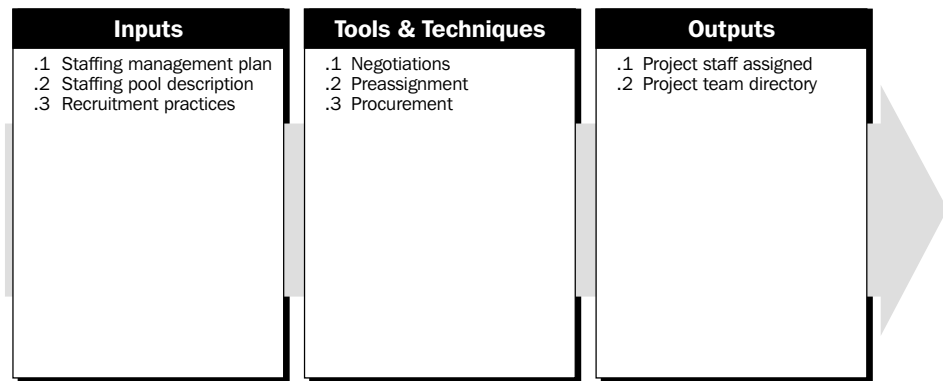 Inputs
.1 Staffing management plan
.2 Staffing pool description
.3 Recruitment practices
Tools & Techniques
.1 Negotiations
.2 Preassignment
.3 Procurement
Outputs
.1 Project staff assigned
.2 Project team directory